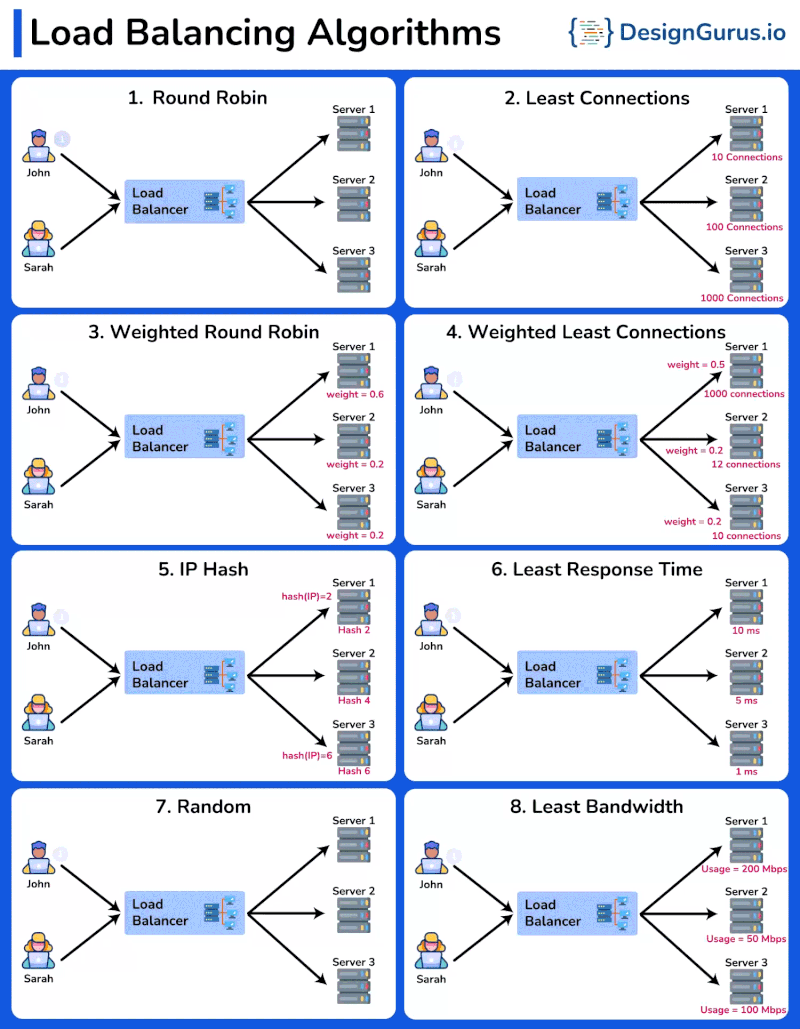 Load Balancing Algorithms
DesignGurus.io
1. Round Robin
John
Sarah
Load
Balancer
Server 1
Server 2
Server 3
2. Least Connections
John
Sarah
Load
Balancer
Server 1
10 Connections
Server 2
100 Connections
Server 3
1000 Connections
3. Weighted Round Robin
John
Sarah
Load
Balancer
Server 1
weight = 0.6
Server 2
weight = 0.2
Server 3
weight = 0.2
4. Weighted Least Connections
John
Sarah
Load
Balancer
Server 1
weight = 0.5
1000 connections
Server 2
weight = 0.2
12 connections
Server 3
weight = 0.2
10 connections
5. IP Hash
John
Sarah
Load
Balancer
Server 1
hash(IP)=2
Hash 2
Server 2
Hash 4
Server 3
hash(IP)=6
Hash 6
6. Least Response Time
John
Sarah
Load
Balancer
Server 1
10 ms
Server 2
5 ms
Server 3
1 ms
7. Random
John
Sarah
Load
Balancer
Server 1
Server 2
Server 3
8. Least Bandwidth
John
Sarah
Load
Balancer
Server 1
Usage = 200 Mbps
Server 2
Usage = 50 Mbps
Server 3
Usage = 100 Mbps